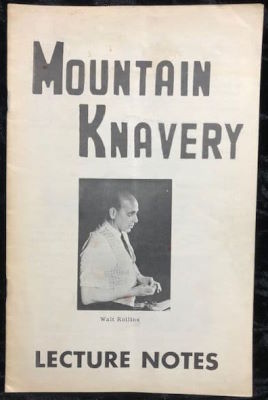 MOUNTAIN
KNAVERY
Walt Rollins
LECTURE NOTES